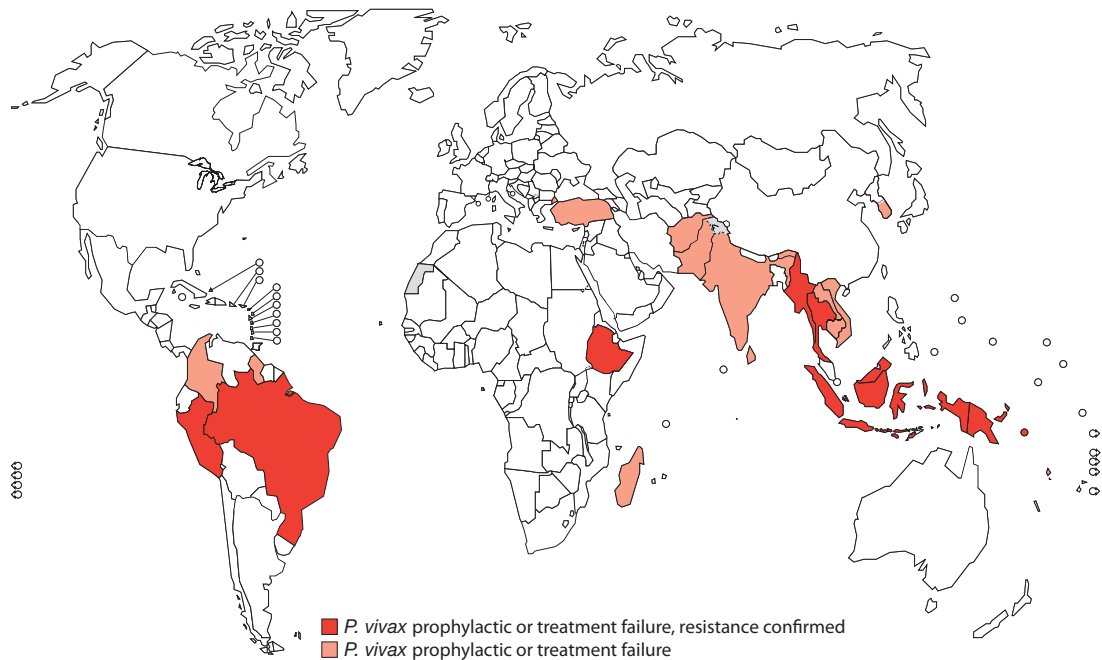 P. vivax prophylactic or treatment failure, resistance confirmed
P. vivax prophylactic or treatment failure